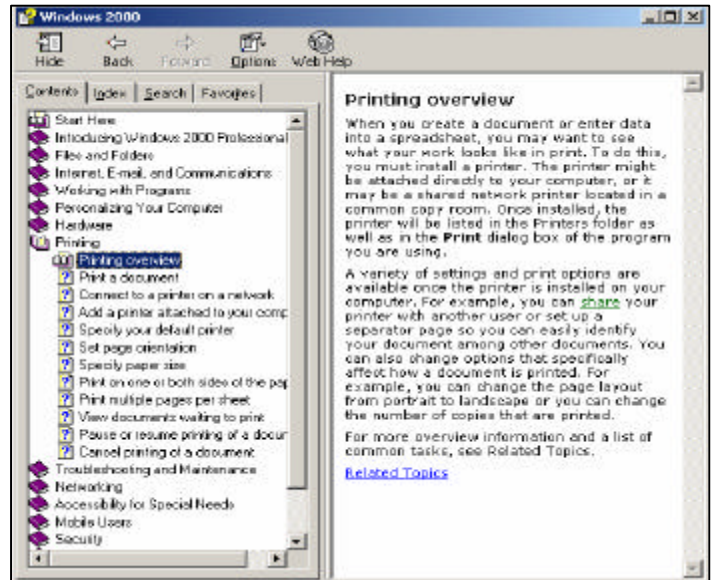 Windows 2000
Hide Back Forward Options Web Help
Contents Index Search Favorites
Start Here
Introducing Windows 2000 Professional
Files and Folders
Internet, E-mail, and Communications
Working with Programs
Personalizing Your Computer
Hardware
Printing
Printing overview
Print a document
Connect to a printer on a network
Add a printer attached to your comp
Specify your default printer
Set page orientation
Specify paper size
Print on one or both sides of the pap
Print multiple pages per sheet
View documents waiting to print
Pause or resume printing of a docur
Cancel printing of a document
Troubleshooting and Maintenance
Networking
Accessibility for Special Needs
Mobile Users
Security
Printing overview
When you create a document or enter data
into a spreadsheet, you may want to see
what your work looks like in print. To do this,
you must install a printer. The printer might
be attached directly to your computer, or it
may be a shared network printer located in a
common copy room. Once installed, the
printer will be listed in the Printers folder as
well as in the Print dialog box of the program
you are using.
A variety of settings and print options are
available once the printer is installed on your
computer. For example, you can share your
printer with another user or set up a
separator page so you can easily identify
your document among other documents. You
can also change options that specifically
affect how a document is printed. For
example, you can change the page layout
from portrait to landscape or you can change
the number of copies that are printed.
For more overview information and a list of
common tasks, see Related Topics.
Related Topics